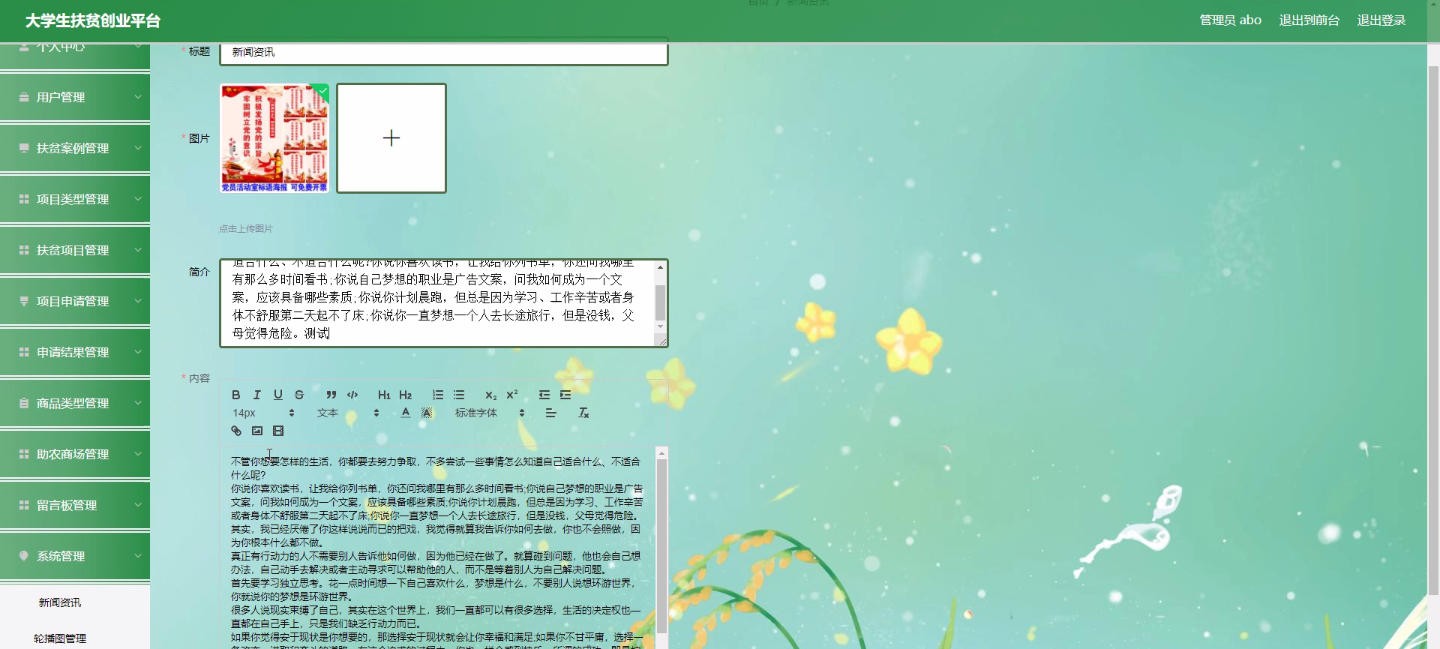 大学生扶贫创业平台
首页 / 新闻资讯
管理员 abo
退出到前台
退出登录
个人中心
用户管理
扶贫案例管理
项目类型管理
扶贫项目管理
项目申请管理
申请结果管理
商品类型管理
助农商场管理
留言板管理
系统管理
新闻资讯
轮播图管理
* 标题
新闻资讯
* 图片
积极发扬党的宗旨
牢固树立党的意识
党员活动室标语海报 可免费开票
点击上传图片
简介
适合什么、不适合什么呢?你说你喜欢读书，让我给你列书单，你还问我哪里
有那么多时间看书;你说自己梦想的职业是广告文案，问我如何成为一个文
案，应该具备哪些素质;你说你计划晨跑，但总是因为学习、工作辛苦或者身
体不舒服第二天起不了床;你说你一直梦想一个人去长途旅行，但是没钱，父
母觉得危险。测试
* 内容
B I U S ” </> H1 H2 X₂ X²
14px 文本 A A 标准字体 Tx
不管你想要怎样的生活，你都要去努力争取，不多尝试一些事情怎么知道自己适合什么、不适合
什么呢?
你说你喜欢读书，让我给你列书单，你还问我哪里有那么多时间看书;你说自己梦想的职业是广告
文案，问我如何成为一个文案，应该具备哪些素质;你说你计划晨跑，但总是因为学习、工作辛苦
或者身体不舒服第二天起不了床;你说你一直梦想一个人去长途旅行，但是没钱，父母觉得危险。
其实，我已经厌倦了你这样说说而已的把戏，我觉得就算我告诉你如何去做，你也不会照做，因
为你根本什么都不做。
真正有行动力的人不需要别人告诉他如何做，因为他已经在做了。就算碰到问题，他也会自己想
办法，自己动手去解决或者主动寻求可以帮助他的人，而不是等着别人为自己解决问题。
首先要学习独立思考。花一点时间想一下自己喜欢什么，梦想是什么，不要别人说想环游世界，
你就说你的梦想是环游世界。
很多人说现实束缚了自己，其实在这个世界上，我们一直都可以有很多选择，生活的决定权也一
直都在自己手上，只是我们缺乏行动力而已。
如果你觉得安于现状是你想要的，那选择安于现状就会让你幸福和满足;如果你不甘平庸，选择一